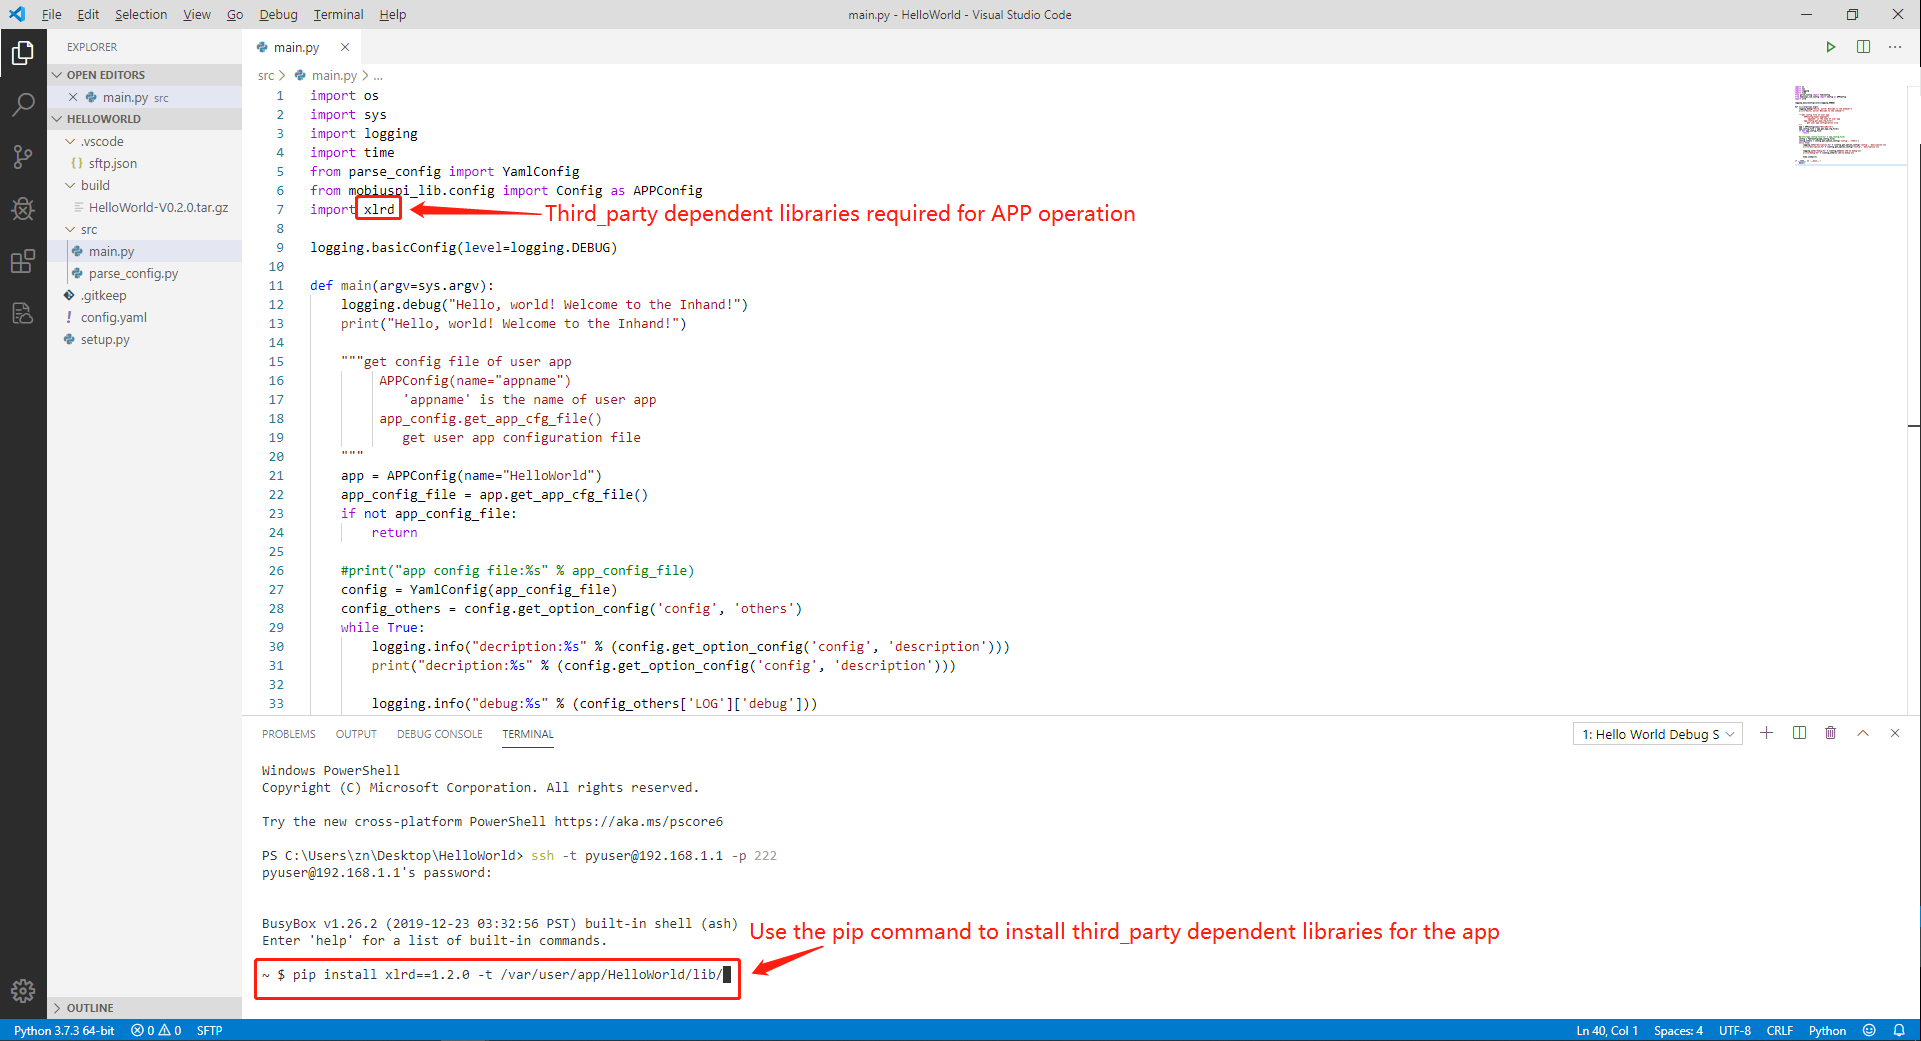 File Edit Selection View Go Debug Terminal Help
main.py - HelloWorld - Visual Studio Code
EXPLORER
OPEN EDITORS
main.py src
HELLOWORLD
.vscode
{} sftp.json
build
HelloWorld-V0.2.0.tar.gz
src
main.py
parse_config.py
.gitkeep
! config.yaml
setup.py
OUTLINE
main.py
src > main.py > ...
1 import os
2 import sys
3 import logging
4 import time
5 from parse_config import YamlConfig
6 from mobiuspi_lib.config import Config as APPConfig
7 import xlrd
Third_party dependent libraries required for APP operation
8
9 logging.basicConfig(level=logging.DEBUG)
10
11 def main(argv=sys.argv):
12 logging.debug("Hello, world! Welcome to the Inhand!")
13 print("Hello, world! Welcome to the Inhand!")
14
15 """get config file of user app
16 APPConfig(name="appname")
17 'appname' is the name of user app
18 app_config.get_app_cfg_file()
19 get user app configuration file
20 """
21 app = APPConfig(name="HelloWorld")
22 app_config_file = app.get_app_cfg_file()
23 if not app_config_file:
24 return
25
26 #print("app config file:%s" % app_config_file)
27 config = YamlConfig(app_config_file)
28 config_others = config.get_option_config('config', 'others')
29 while True:
30 logging.info("decription:%s" % (config.get_option_config('config', 'description')))
31 print("decription:%s" % (config.get_option_config('config', 'description')))
32
33 logging.info("debug:%s" % (config_others['LOG']['debug']))
PROBLEMS OUTPUT DEBUG CONSOLE TERMINAL
1: Hello World Debug S
Windows PowerShell
Copyright (C) Microsoft Corporation. All rights reserved.
Try the new cross-platform PowerShell https://aka.ms/pscore6
PS C:\Users\zn\Desktop\HelloWorld> ssh -t pyuser@192.168.1.1 -p 222
pyuser@192.168.1.1's password:
BusyBox v1.26.2 (2019-12-23 03:32:56 PST) built-in shell (ash)
Enter 'help' for a list of built-in commands.
Use the pip command to install third_party dependent libraries for the app
~ $ pip install xlrd==1.2.0 -t /var/user/app/HelloWorld/lib/
Python 3.7.3 64-bit 0 0 SFTP
Ln 40, Col 1 Spaces: 4 UTF-8 CRLF Python